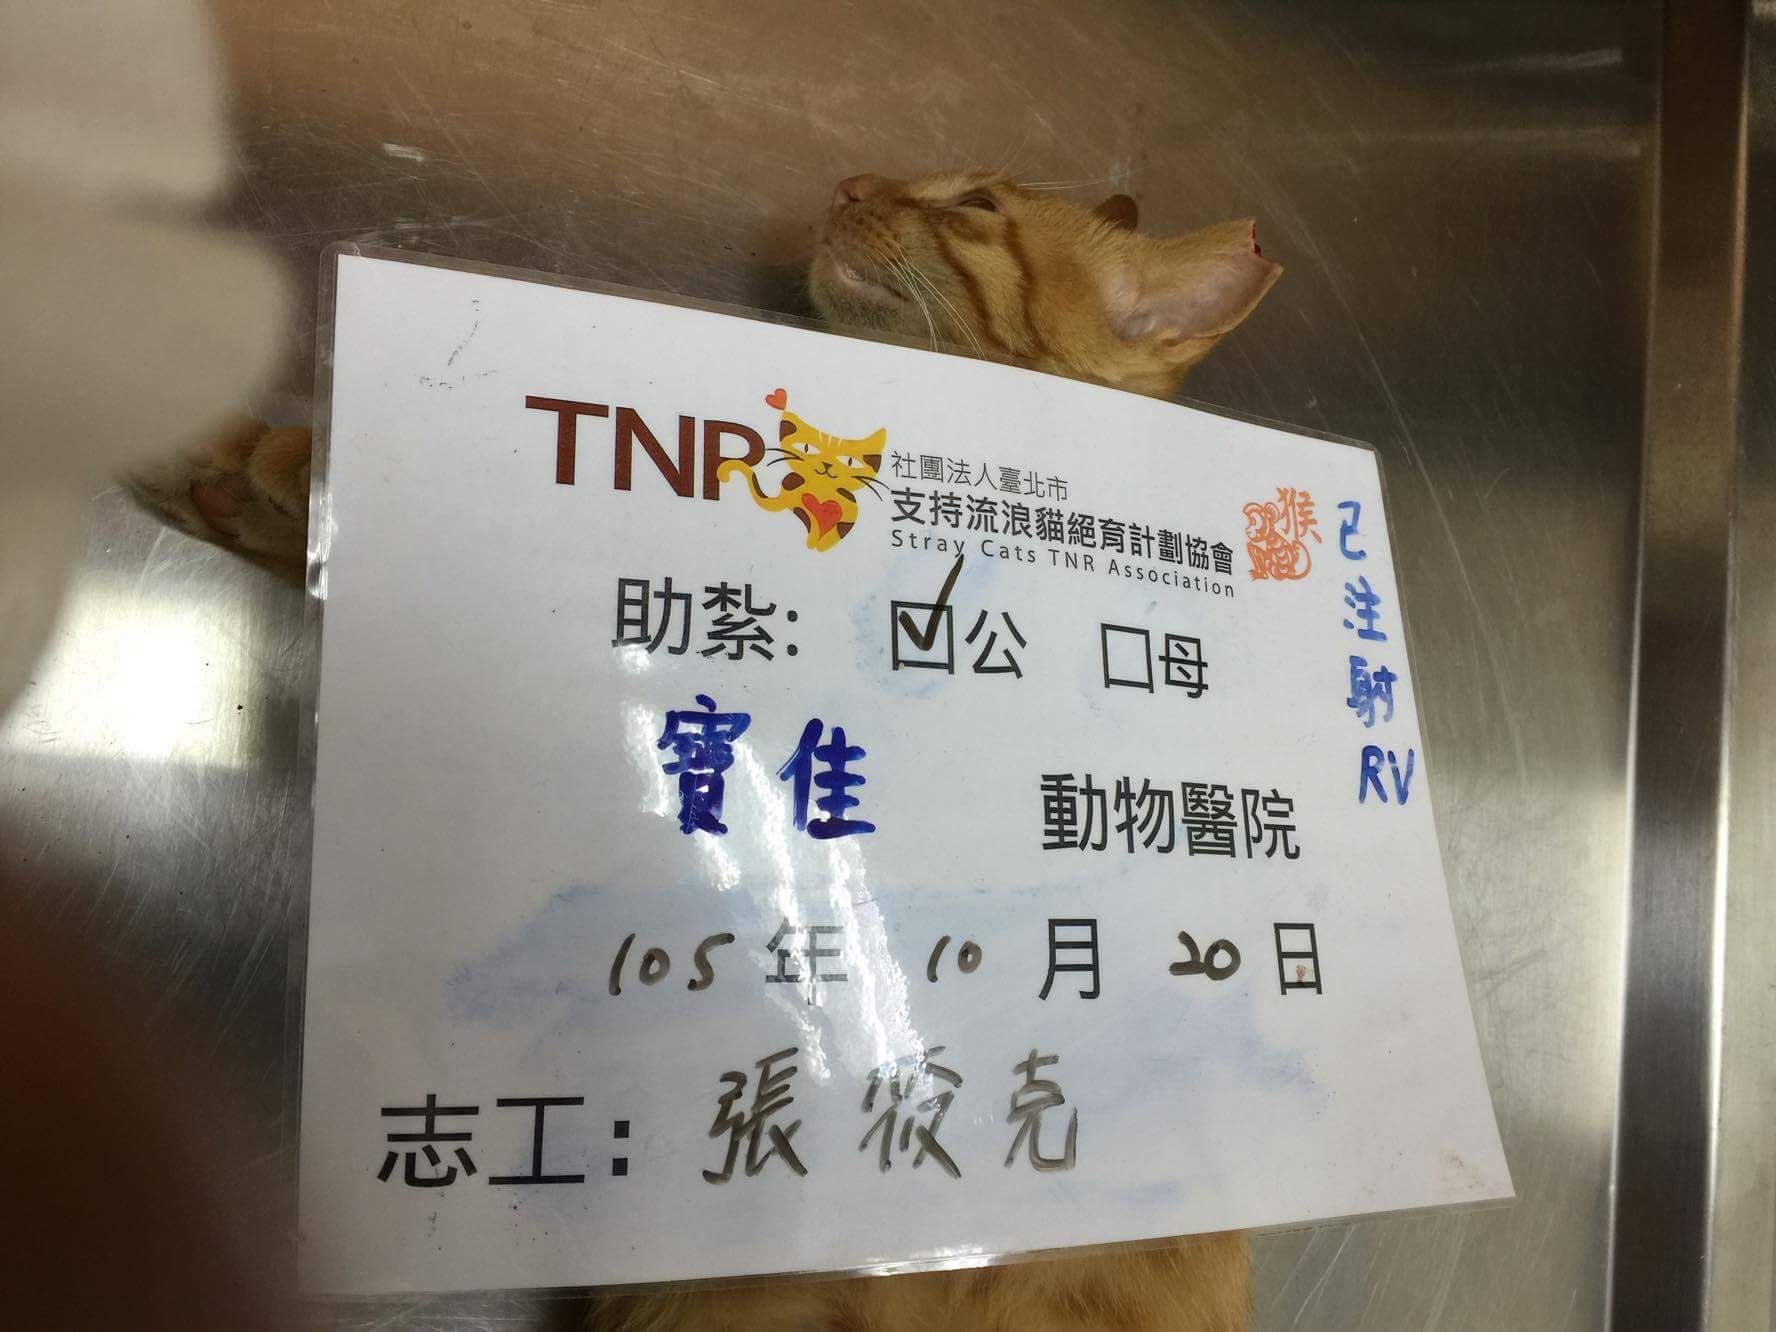 TNR
社團法人臺北市
支持流浪貓絕育計劃協會
Stray Cats TNR Association
猴
已注射RV
助紮: ☑公 □母
寶佳 動物醫院
105年10月20日
志工: 張筱克